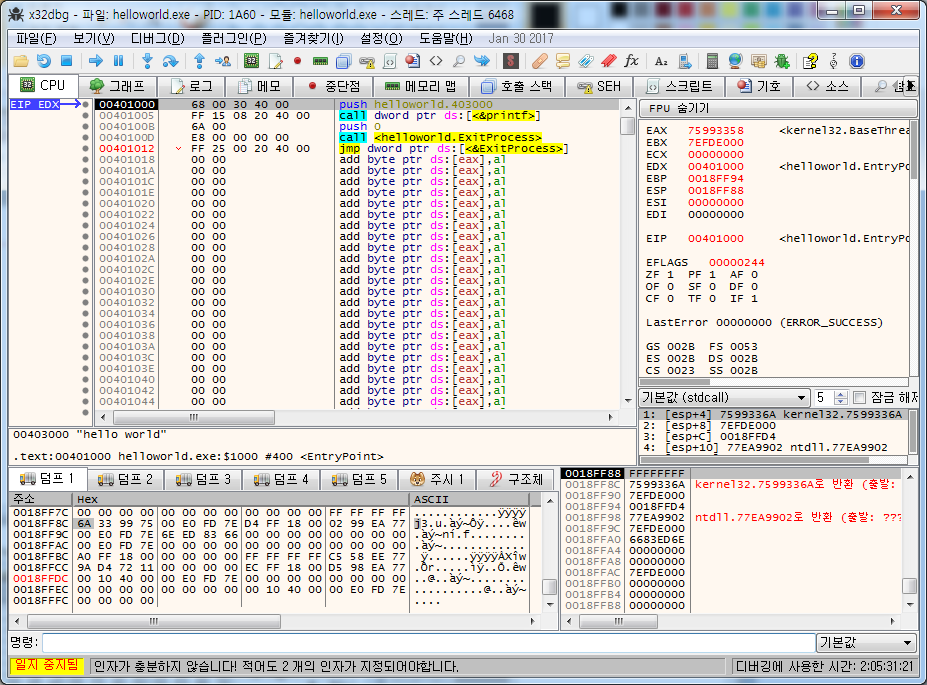 x32dbg - 파일: helloworld.exe - PID: 1A60 - 모듈: helloworld.exe - 스레드: 주 스레드 6468
파일(F) 보기(V) 디버그(D) 플러그인(P) 즐겨찾기(I) 설정(O) 도움말(H) Jan 30 2017
CPU 그래프 로그 메모 중단점 메모리 맵 호출 스택 SEH 스크립트 기호 소스
EIP EDX
00401000 68 00 30 40 00 push helloworld.403000
00401005 FF 15 08 20 40 00 call dword ptr ds:[<&printf>]
0040100B 6A 00 push 0
0040100D E8 00 00 00 00 call <helloworld.ExitProcess>
00401012 FF 25 00 20 40 00 jmp dword ptr ds:[<&ExitProcess>]
00401018 00 00 add byte ptr ds:[eax],al
0040101A 00 00 add byte ptr ds:[eax],al
0040101C 00 00 add byte ptr ds:[eax],al
0040101E 00 00 add byte ptr ds:[eax],al
00401020 00 00 add byte ptr ds:[eax],al
00401022 00 00 add byte ptr ds:[eax],al
00401024 00 00 add byte ptr ds:[eax],al
00401026 00 00 add byte ptr ds:[eax],al
00401028 00 00 add byte ptr ds:[eax],al
0040102A 00 00 add byte ptr ds:[eax],al
0040102C 00 00 add byte ptr ds:[eax],al
0040102E 00 00 add byte ptr ds:[eax],al
00401030 00 00 add byte ptr ds:[eax],al
00401032 00 00 add byte ptr ds:[eax],al
00401034 00 00 add byte ptr ds:[eax],al
00401036 00 00 add byte ptr ds:[eax],al
00401038 00 00 add byte ptr ds:[eax],al
0040103A 00 00 add byte ptr ds:[eax],al
0040103C 00 00 add byte ptr ds:[eax],al
0040103E 00 00 add byte ptr ds:[eax],al
00401040 00 00 add byte ptr ds:[eax],al
00401042 00 00 add byte ptr ds:[eax],al
00401044 00 00 add byte ptr ds:[eax],al
FPU 숨기기
EAX 75993358 <kernel32.BaseThrea
EBX 7EFDE000
ECX 00000000
EDX 00401000 <helloworld.EntryPo
EBP 0018FF94
ESP 0018FF88
ESI 00000000
EDI 00000000
EIP 00401000 <helloworld.EntryPo
EFLAGS 00000244
ZF 1 PF 1 AF 0
OF 0 SF 0 DF 0
CF 0 TF 0 IF 1
LastError 00000000 (ERROR_SUCCESS)
GS 002B FS 0053
ES 002B DS 002B
CS 0023 SS 002B
기본값 (stdcall) 5 잠금 해제
1: [esp+4] 7599336A kernel32.7599336A
2: [esp+8] 7EFDE000
3: [esp+C] 0018FFD4
4: [esp+10] 77EA9902 ntdll.77EA9902
00403000 "hello world"
.text:00401000 helloworld.exe:$1000 #400 <EntryPoint>
덤프 1 덤프 2 덤프 3 덤프 4 덤프 5 주시 1 구조체
주소 Hex ASCII
0018FF7C 00 00 00 00 00 00 00 00 00 00 00 00 FF FF FF FF ............ÿÿÿÿ
0018FF8C 6A 33 99 75 00 E0 FD 7E D4 FF 18 00 02 99 EA 77 j3.u.àý~Ôÿ....êw
0018FF9C 00 E0 FD 7E 6E ED 83 66 00 00 00 00 00 00 00 00 .àý~ní.f........
0018FFAC 00 E0 FD 7E 00 00 00 00 00 00 00 00 00 00 00 00 .àý~............
0018FFBC A0 FF 18 00 00 00 00 00 FF FF FF FF C5 58 EE 77 ÿ......ÿÿÿÿÅXîw
0018FFCC 9A D4 72 11 00 00 00 00 EC FF 18 00 D5 98 EA 77 .Ôr.....ìÿ..Õ.êw
0018FFDC 00 10 40 00 00 E0 FD 7E 00 00 00 00 00 00 00 00 ..@..àý~........
0018FFEC 00 00 00 00 00 00 00 00 00 10 40 00 00 E0 FD 7E ..........@..àý~
0018FFFC 00 00 00 00 ....
0018FF88 FFFFFFFF
0018FF8C 7599336A kernel32.7599336A로 반환 (출발:
0018FF90 7EFDE000
0018FF94 0018FFD4
0018FF98 77EA9902 ntdll.77EA9902로 반환 (출발: ???
0018FF9C 7EFDE000
0018FFA0 6683ED6E
0018FFA4 00000000
0018FFA8 00000000
0018FFAC 7EFDE000
0018FFB0 00000000
0018FFB4 00000000
0018FFB8 00000000
명령: 기본값
일시 중지됨 인자가 충분하지 않습니다! 적어도 2 개의 인자가 지정되어야합니다. 디버깅에 사용한 시간: 2:05:31:21